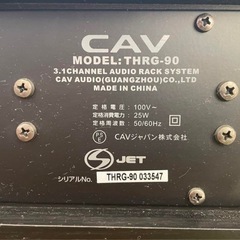 CAV
MODEL:THRG-90
3.1CHANNEL AUDIO RACK SYSTEM
CAV AUDIO(GUANGZHOU)CO.,LTD
MADE IN CHINA
定格電圧：100V~
定格消費電力：25W
定格周波数：50/60Hz
PSE CAVジャパン株式会社
S JET
シリアルNo. THRG-90 033547